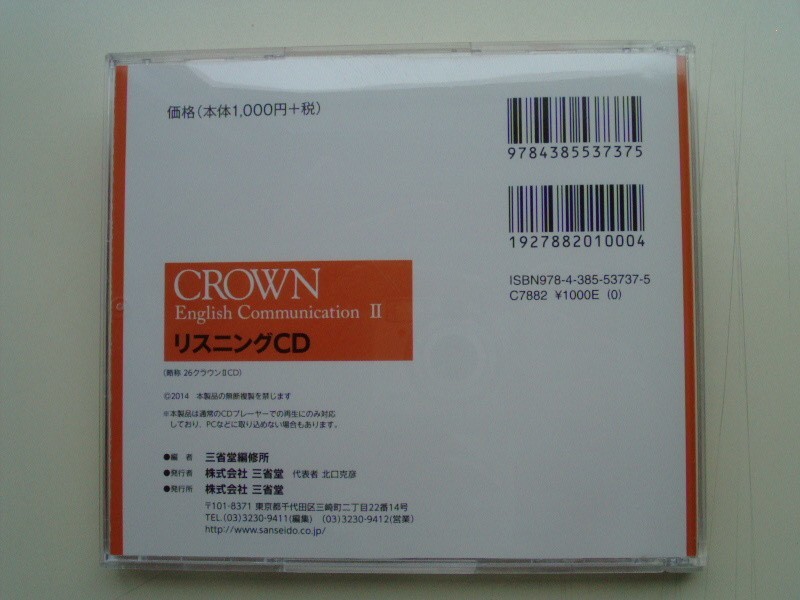 価格(本体1,000円+税)
9784385537375
1927882010004
ISBN978-4-385-53737-5
C7882 ¥1000E (0)
CROWN
English Communication II
リスニングCD
(略称 26クラウンⅡCD)
©2014 本製品の無断複製を禁じます
※本製品は通常のCDプレーヤーでの再生にのみ対応
しており、PCなどに取り込めない場合もあります。
●編 者 三省堂編修所
●発行者 株式会社 三省堂 代表者 北口克彦
●発行所 株式会社 三省堂
〒101-8371 東京都千代田区三崎町二丁目22番14号
TEL.(03)3230-9411(編集) (03)3230-9412(営業)
http://www.sanseido.co.jp/